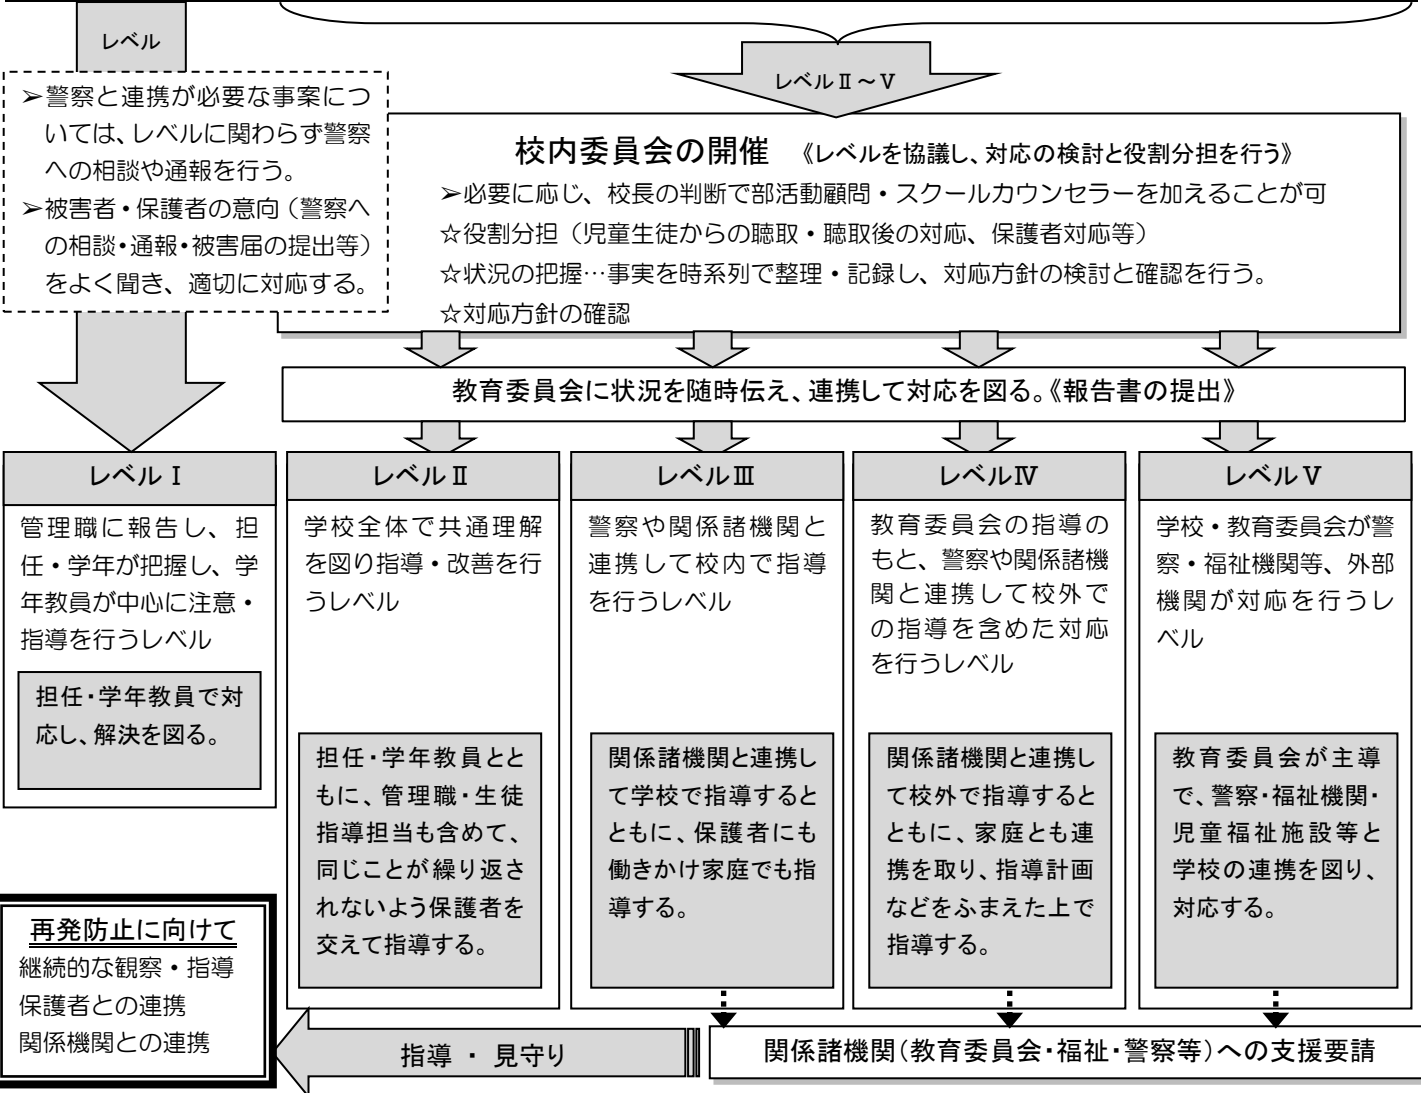 レベル
➢警察と連携が必要な事案につ
いては、レベルに関わらず警察
への相談や通報を行う。
➢被害者・保護者の意向（警察へ
の相談・通報・被害届の提出等）
をよく聞き、適切に対応する。
レベルⅡ～Ⅴ
校内委員会の開催 《レベルを協議し、対応の検討と役割分担を行う》
➢必要に応じ、校長の判断で部活動顧問・スクールカウンセラーを加えることが可
☆役割分担（児童生徒からの聴取・聴取後の対応、保護者対応等）
☆状況の把握…事実を時系列で整理・記録し、対応方針の検討と確認を行う。
☆対応方針の確認
教育委員会に状況を随時伝え、連携して対応を図る。《報告書の提出》
レベルⅠ
管理職に報告し、担
任・学年が把握し、学
年教員が中心に注意・
指導を行うレベル
担任・学年教員で対
応し、解決を図る。
レベルⅡ
学校全体で共通理解
を図り指導・改善を行
うレベル
担任・学年教員とと
もに、管理職・生徒
指導担当も含めて、
同じことが繰り返さ
れないよう保護者を
交えて指導する。
レベルⅢ
警察や関係諸機関と
連携して校内で指導
を行うレベル
関係諸機関と連携し
て学校で指導すると
ともに、保護者にも
働きかけ家庭でも指
導する。
レベルⅣ
教育委員会の指導の
もと、警察や関係諸機
関と連携して校外で
の指導を含めた対応
を行うレベル
関係諸機関と連携し
て校外で指導すると
ともに、家庭とも連
携を取り、指導計画
などをふまえた上で
指導する。
レベルⅤ
学校・教育委員会が警
察・福祉機関等、外部
機関が対応を行うレ
ベル
教育委員会が主導
で、警察・福祉機関・
児童福祉施設等と
学校の連携を図り、
対応する。
再発防止に向けて
継続的な観察・指導
保護者との連携
関係機関との連携
指導 ・ 見守り
関係諸機関（教育委員会・福祉・警察等）への支援要請